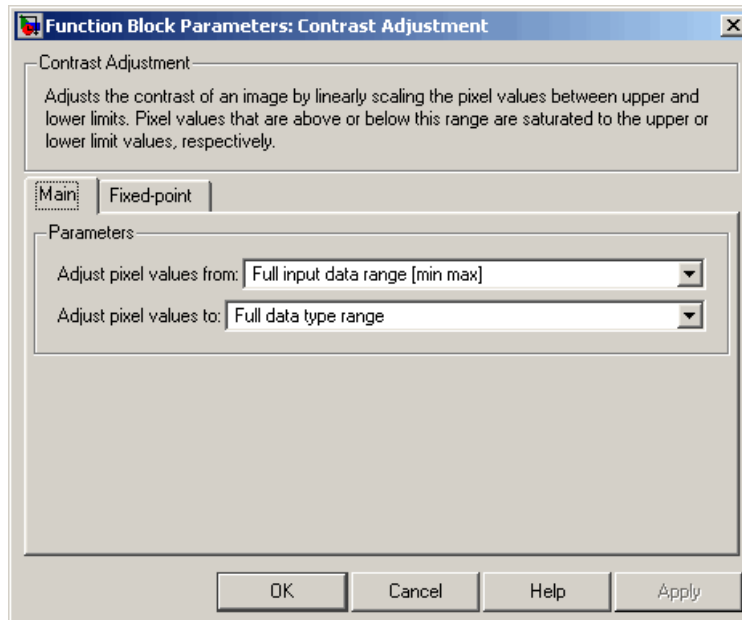 Function Block Parameters: Contrast Adjustment
Contrast Adjustment
Adjusts the contrast of an image by linearly scaling the pixel values between upper and
lower limits. Pixel values that are above or below this range are saturated to the upper or
lower limit values, respectively.
Main Fixed-point
Parameters
Adjust pixel values from: Full input data range [min max]
Adjust pixel values to: Full data type range
OK Cancel Help Apply